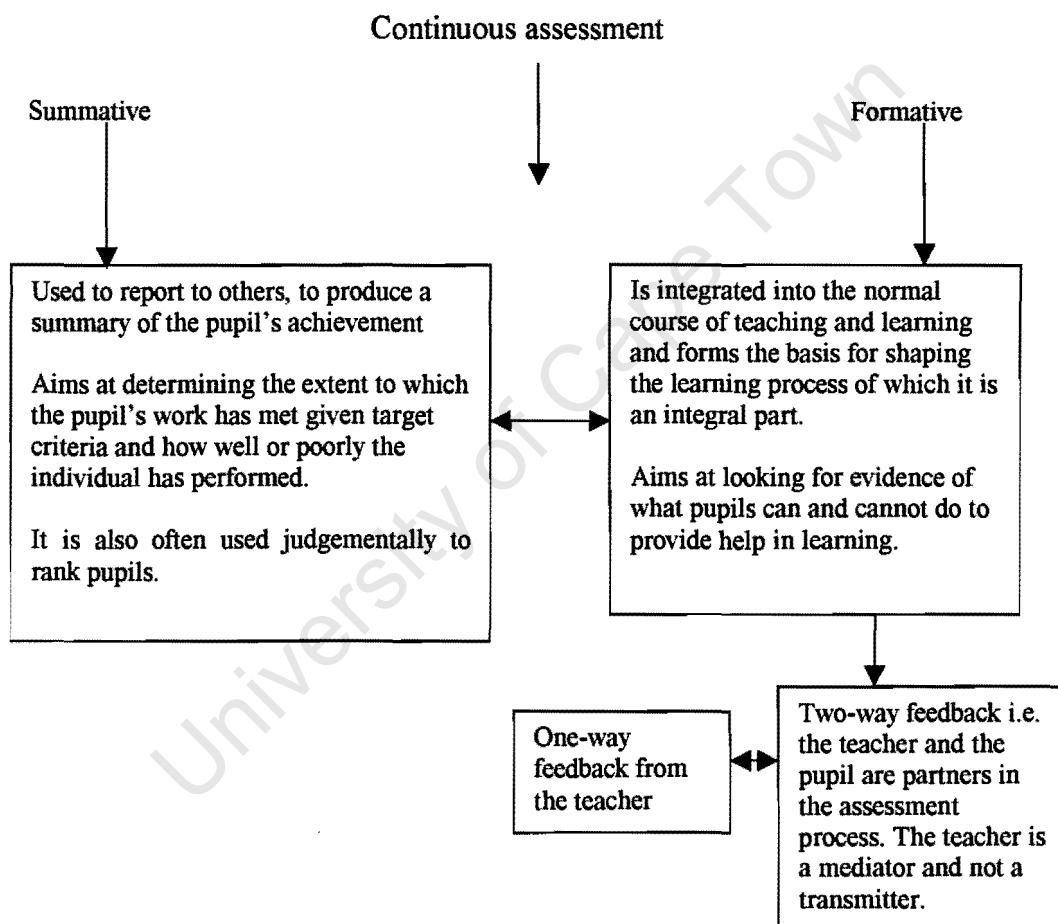 Continuous assessment
Summative
Formative
Used to report to others, to produce a
summary of the pupil's achievement
Aims at determining the extent to which
the pupil's work has met given target
criteria and how well or poorly the
individual has performed.
It is also often used judgementally to
rank pupils.
Is integrated into the normal
course of teaching and learning
and forms the basis for shaping
the learning process of which it is
an integral part.
Aims at looking for evidence of
what pupils can and cannot do to
provide help in learning.
One-way
feedback from
the teacher
Two-way feedback i.e.
the teacher and the
pupil are partners in
the assessment
process. The teacher is
a mediator and not a
transmitter.
University of Cape Town